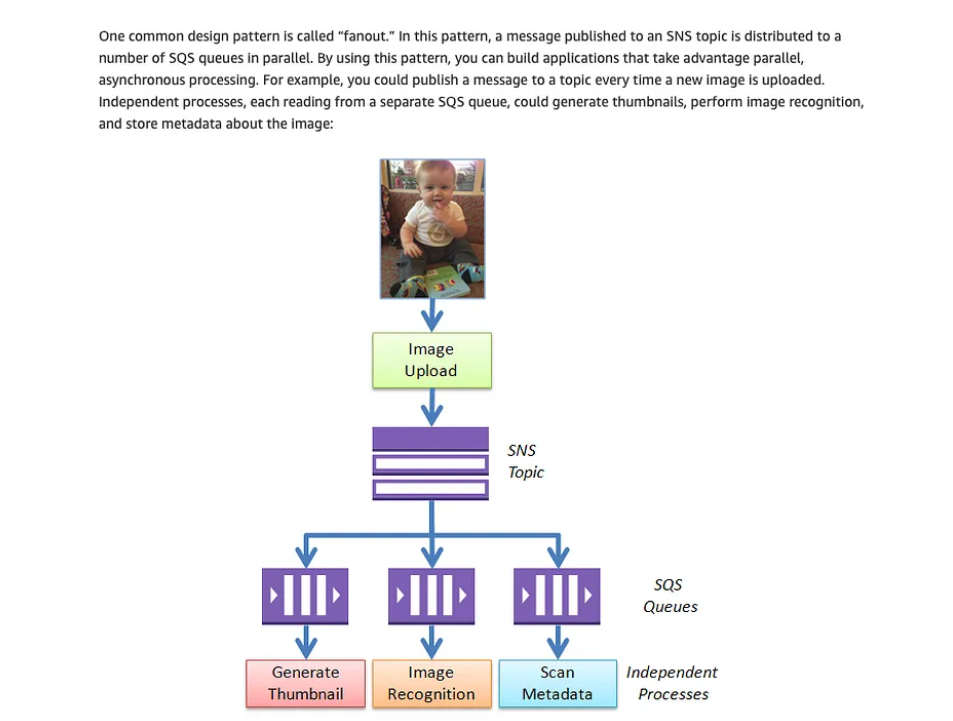 One common design pattern is called “fanout.” In this pattern, a message published to an SNS topic is distributed to a
number of SQS queues in parallel. By using this pattern, you can build applications that take advantage parallel,
asynchronous processing. For example, you could publish a message to a topic every time a new image is uploaded.
Independent processes, each reading from a separate SQS queue, could generate thumbnails, perform image recognition,
and store metadata about the image:
Image
Upload
SNS
Topic
SQS
Queues
Generate
Thumbnail
Image
Recognition
Scan
Metadata
Independent
Processes